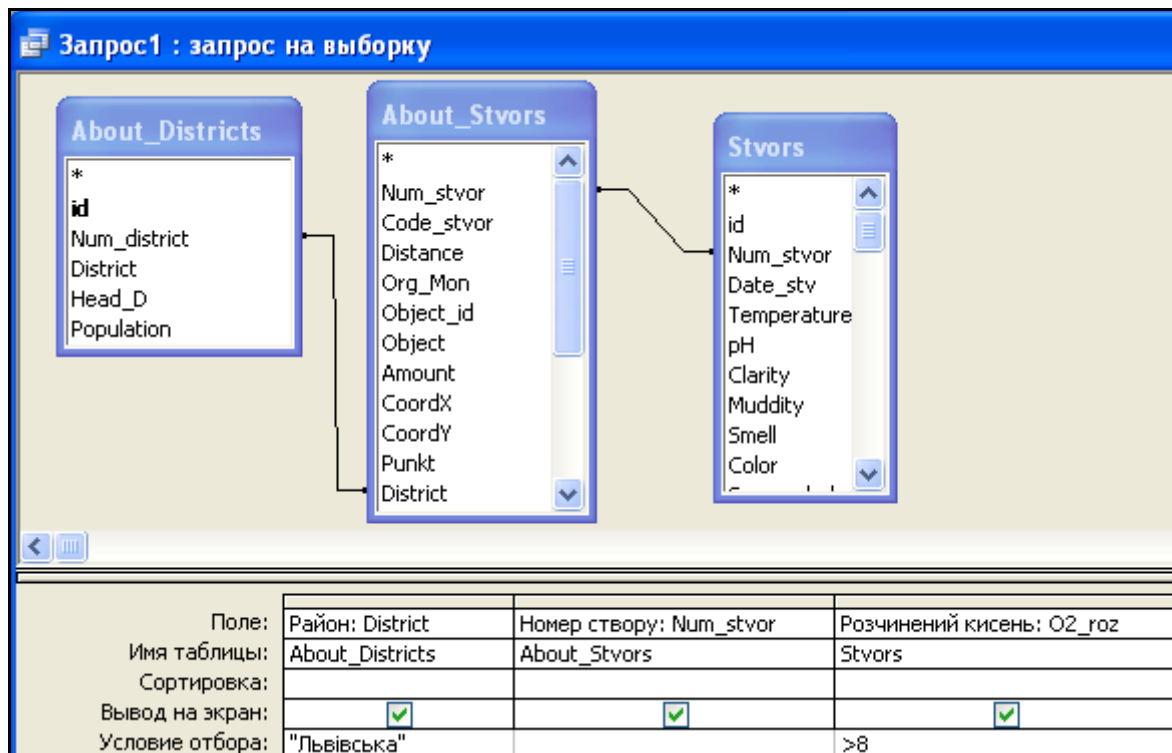 Запрос1 : запрос на выборку
About_Districts
*
id
Num_district
District
Head_D
Population
About_Stvors
*
Num_stvor
Code_stvor
Distance
Org_Mon
Object_id
Object
Amount
CoordX
CoordY
Punkt
District
Stvors
*
id
Num_stvor
Date_stv
Temperature
pH
Clarity
Muddity
Smell
Color
Поле: Район: District Номер створу: Num_stvor Розчинений кисень: O2_roz
Имя таблицы: About_Districts About_Stvors Stvors
Сортировка:
Вывод на экран:
Условие отбора: "Львівська" >8